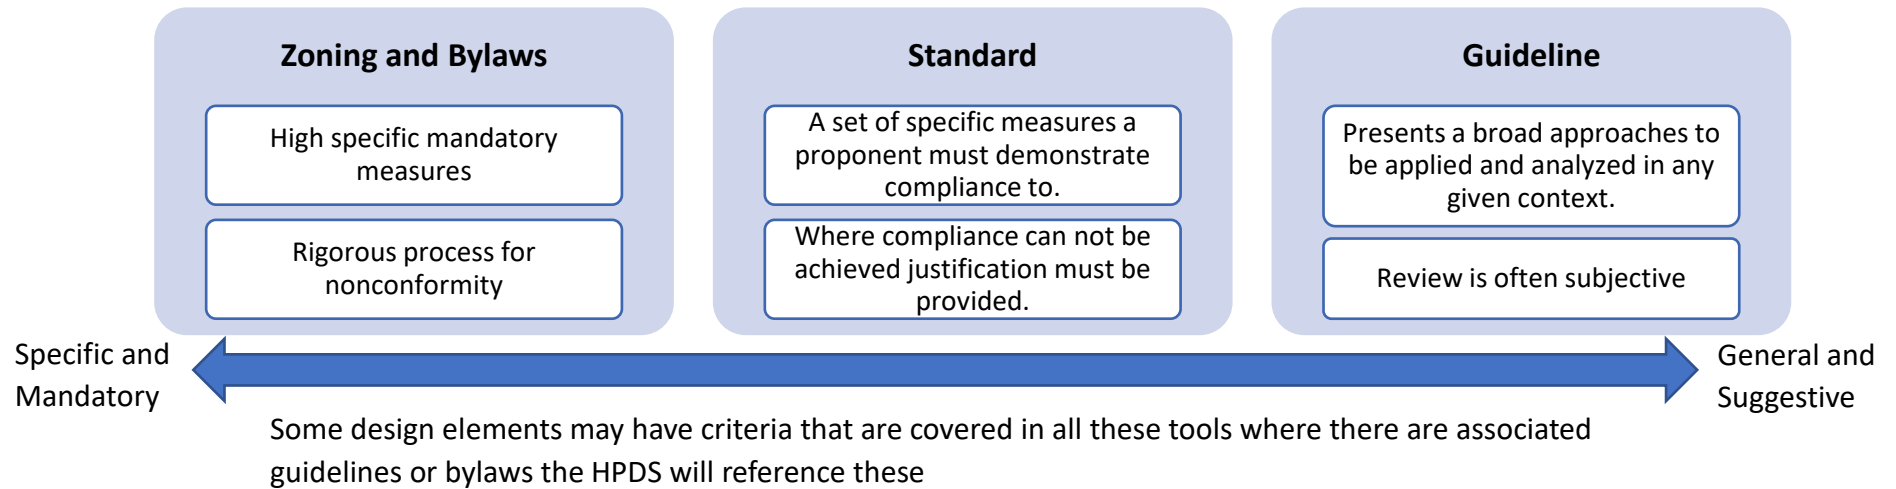 Zoning and Bylaws
High specific mandatory
measures
Rigorous process for
nonconformity
Standard
A set of specific measures a
proponent must demonstrate
compliance to.
Where compliance can not be
achieved justification must be
provided.
Guideline
Presents a broad approaches to
be applied and analyzed in any
given context.
Review is often subjective
Specific and
Mandatory
General and
Suggestive
Some design elements may have criteria that are covered in all these tools where there are associated
guidelines or bylaws the HPDS will reference these